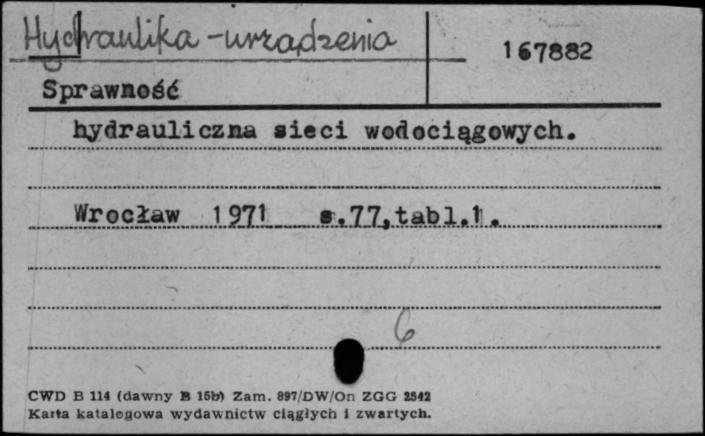 Hydraulika - urządzenia
167882
Sprawność
hydrauliczna sieci wodociągowych.
Wrocław 1971 s.77,tabl.1.
6
CWD B 114 (dawny B 15b) Zam. 897/DW/On ZGG 2542
Karta katalogowa wydawnictw ciągłych i zwartych.